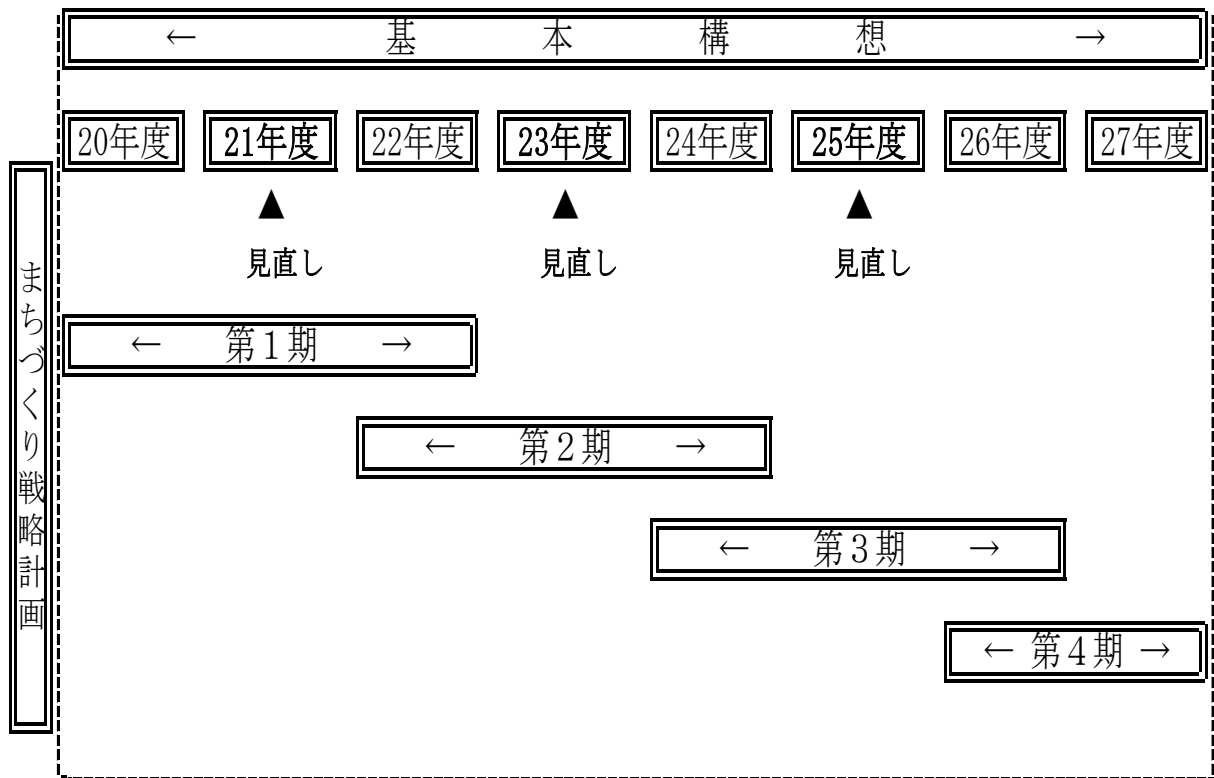 ← 基本構想 →
20年度 21年度 22年度 23年度 24年度 25年度 26年度 27年度
▲ ▲ ▲
見直し 見直し 見直し
まちづくり戦略計画
← 第1期 →
← 第2期 →
← 第3期 →
← 第4期 →